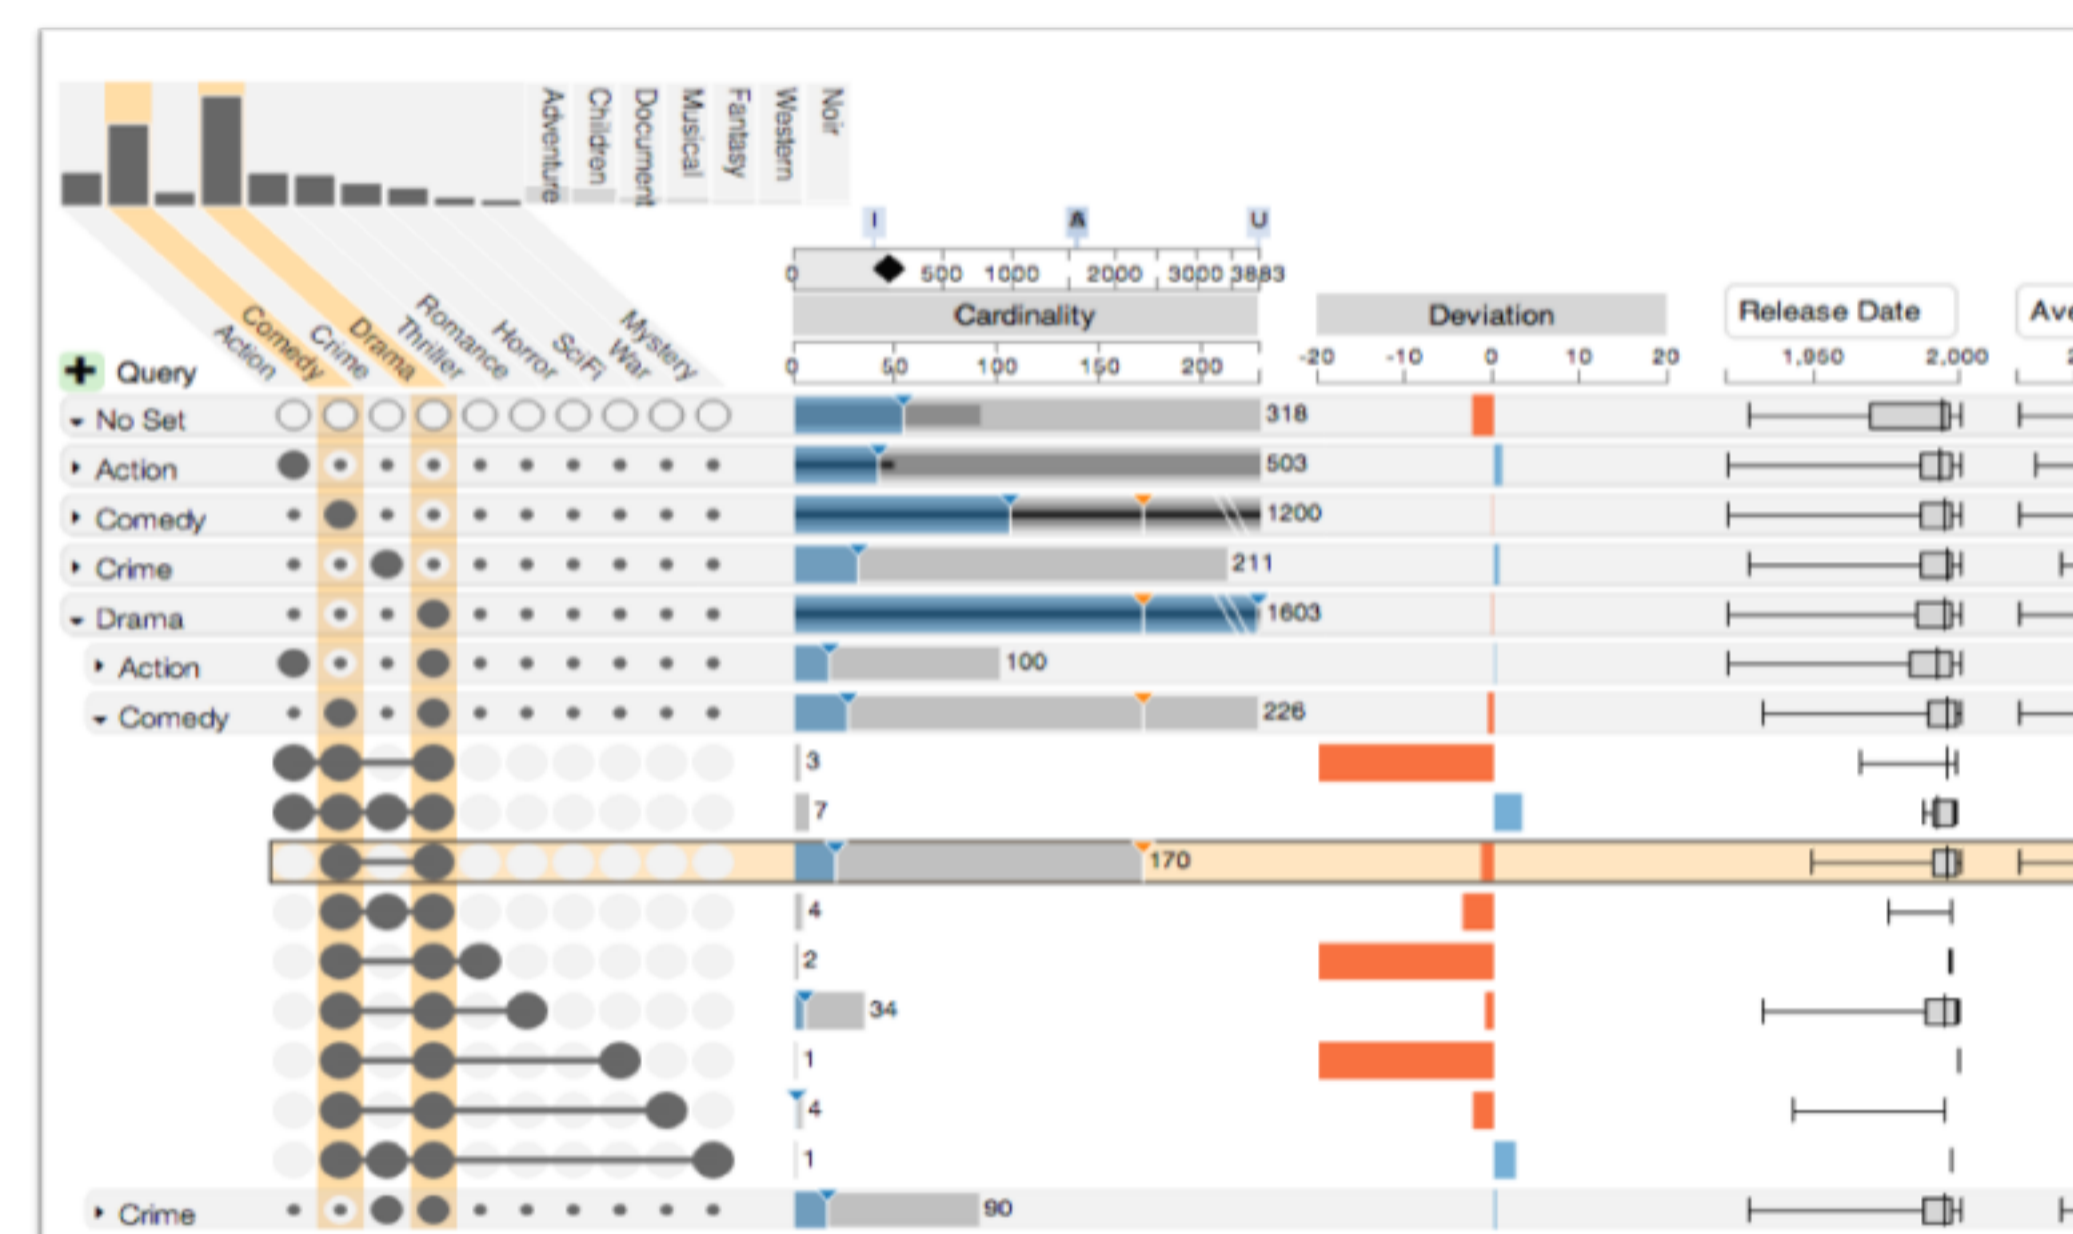 Adventure
Children
Document
Musical
Fantasy
Western
Noir
I A U
0 500 1000 2000 3000 3883
Action
Comedy
Crime
Drama
Thriller
Romance
Horror
SciFi
War
Mystery
Cardinality Deviation Release Date Ave
Query 0 50 100 150 200 -20 -10 0 10 20 1,950 2,000 2
No Set 318
Action 503
Comedy 1200
Crime 211
Drama 1603
Action 100
Comedy 226
3
7
170
4
2
34
1
4
1
Crime 90